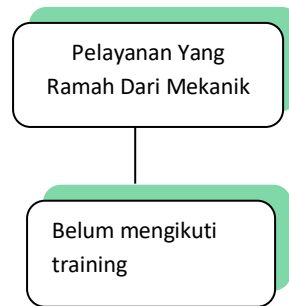 Pelayanan Yang
Ramah Dari Mekanik
Belum mengikuti
training